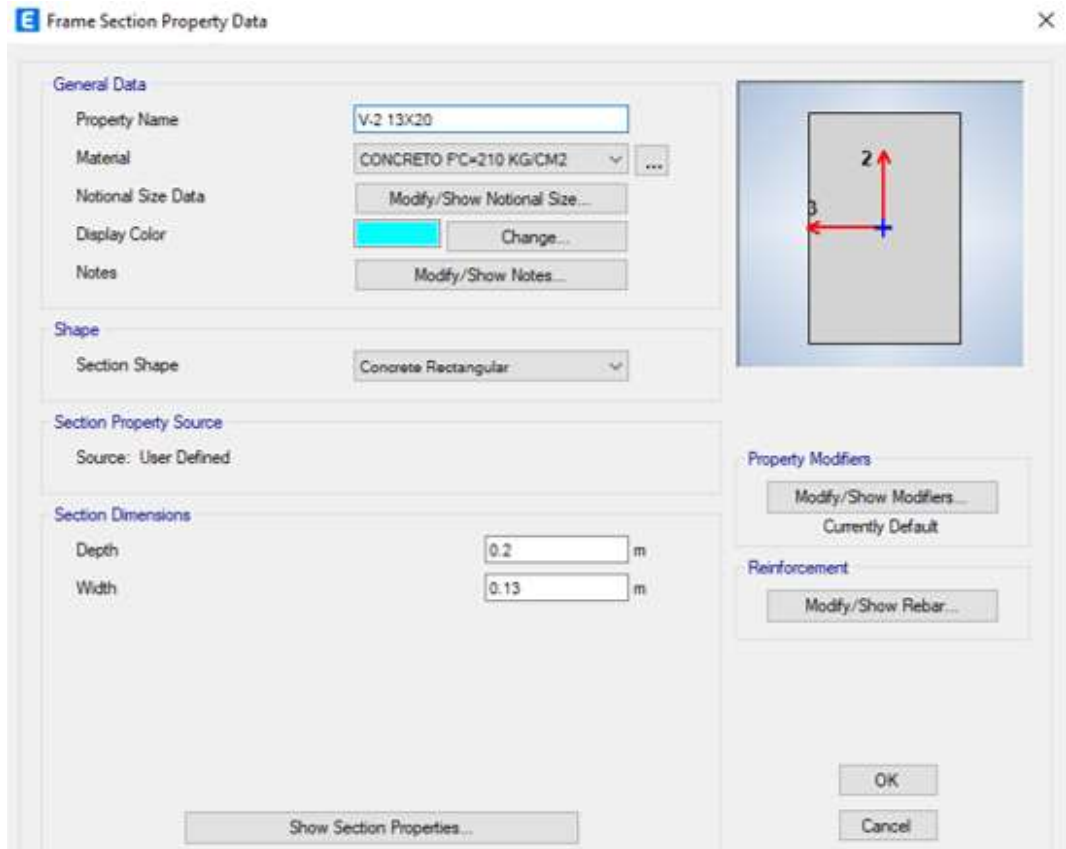 Frame Section Property Data
General Data
Property Name V-2 13X20
Material CONCRETO F'C=210 KG/CM2 ...
Notional Size Data Modify/Show Notional Size...
Display Color Change...
Notes Modify/Show Notes...
Shape
Section Shape Concrete Rectangular
Section Property Source
Source: User Defined
Section Dimensions
Depth 0.2 m
Width 0.13 m
Show Section Properties...
2
3
Property Modifiers
Modify/Show Modifiers...
Currently Default
Reinforcement
Modify/Show Rebar...
OK
Cancel